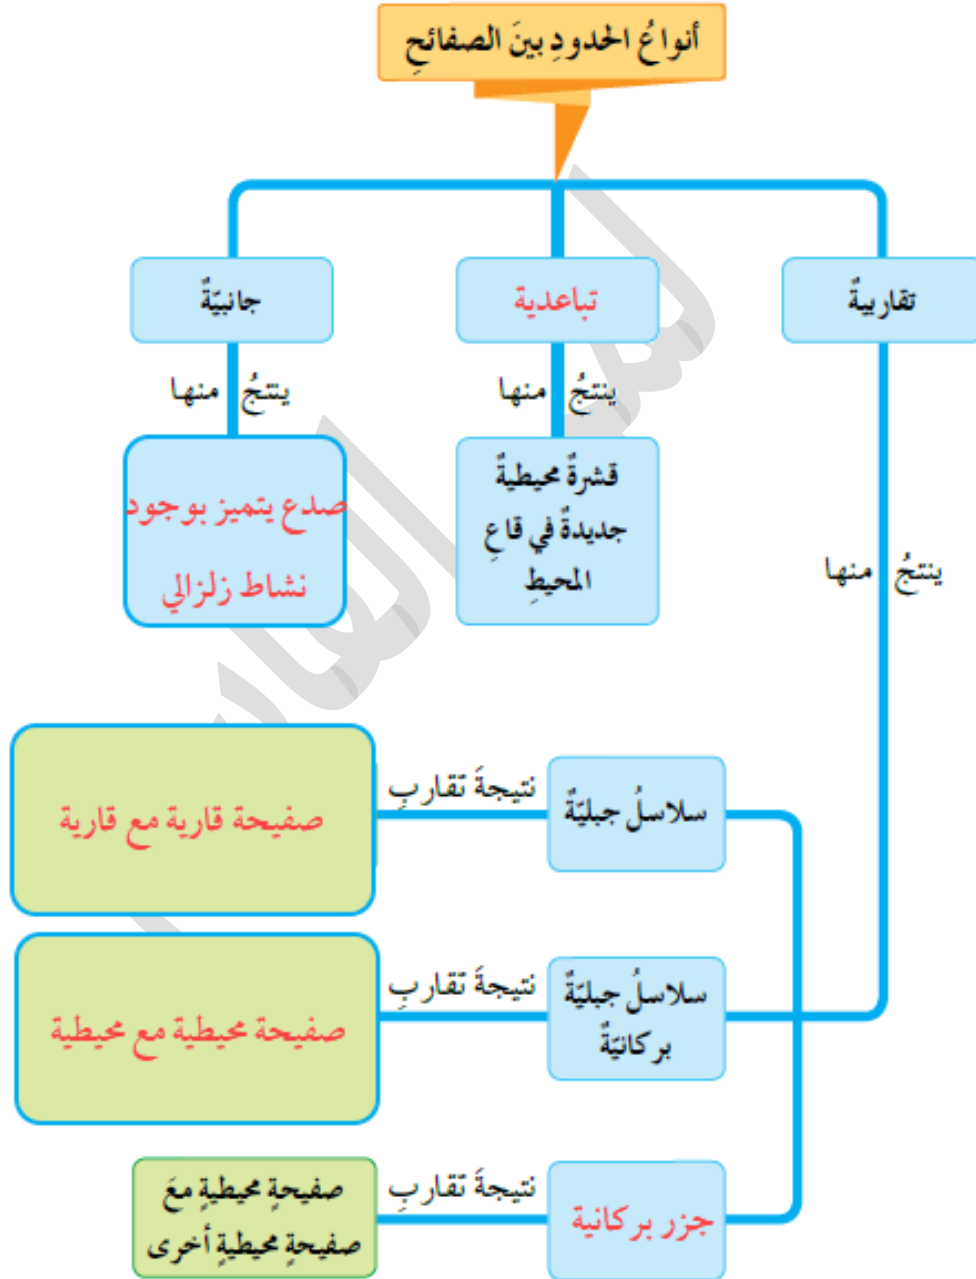 أنواعُ الحدودِ بينَ الصفائحِ
تقاربيةٌ
تباعدية
جانبيّةٌ
ينتجُ منها
ينتجُ منها
ينتجُ منها
قشرةٌ محيطيةٌ
جديدةٌ في قاعِ
المحيطِ
صدع يتميز بوجود
نشاط زلزالي
سلاسلُ جبليّةٌ
نتيجةَ تقاربِ
صفيحة قارية مع قارية
سلاسلُ جبليّةٌ
بركانيّةٌ
نتيجةَ تقاربِ
صفيحة محيطية مع محيطية
جزر بركانية
نتيجةَ تقاربِ
صفيحةٍ محيطيةٍ معَ
صفيحةٍ محيطيةٍ أخرى